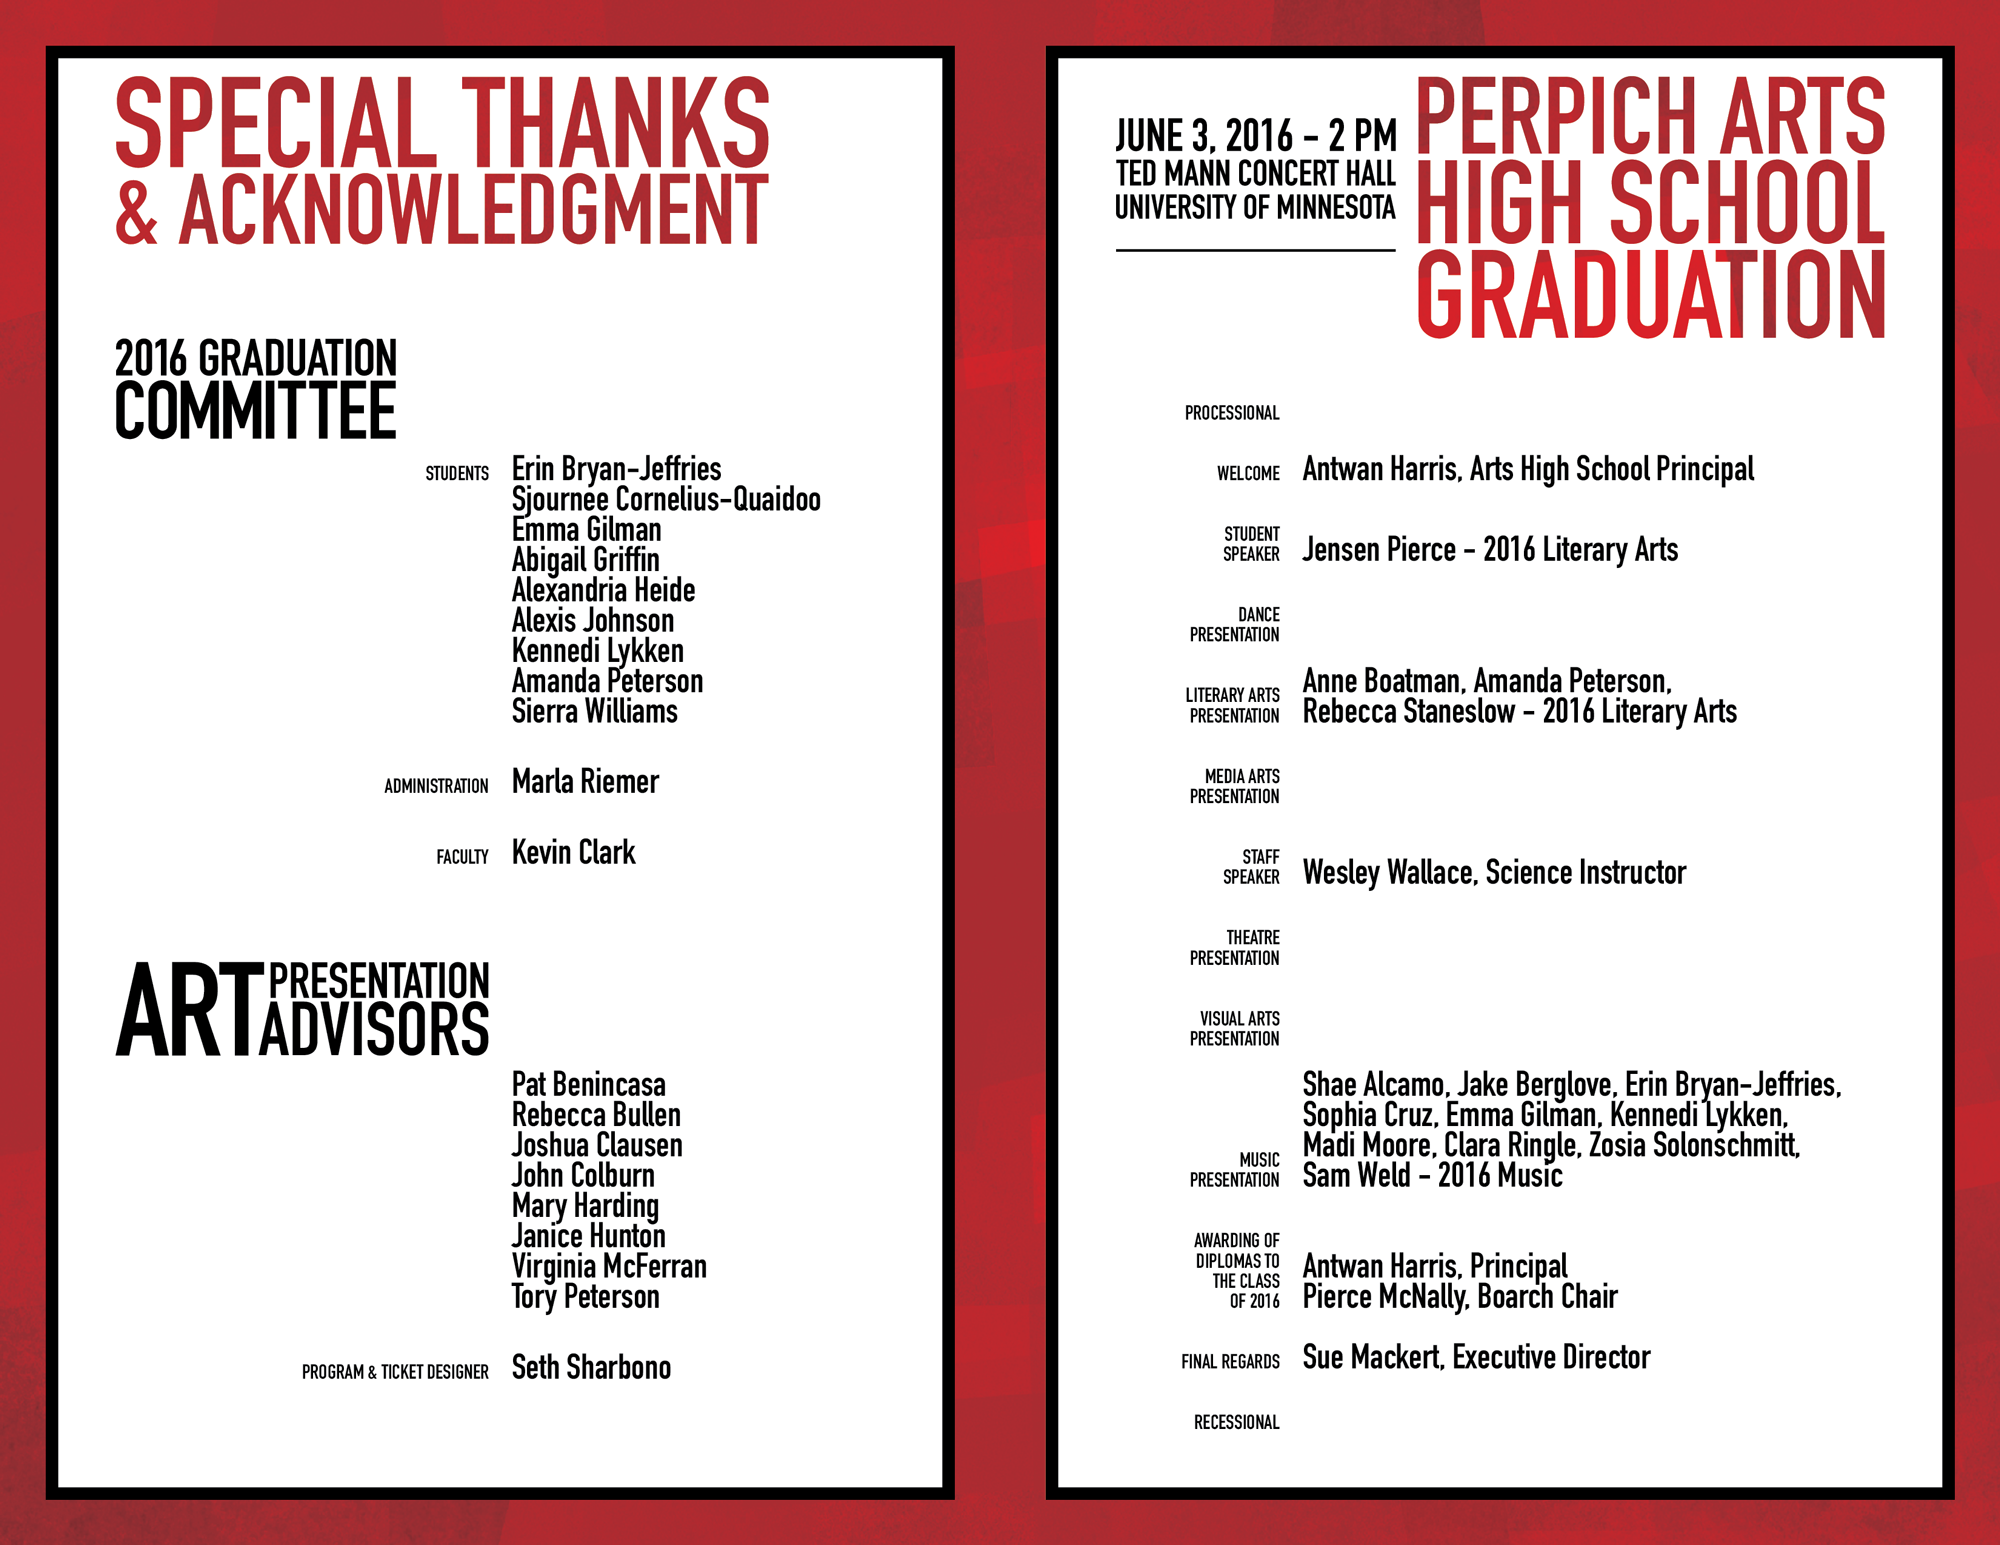 SPECIAL THANKS
& ACKNOWLEDGMENT
2016 GRADUATION
COMMITTEE
STUDENTS Erin Bryan-Jeffries
Sjournee Cornelius-Quaidoo
Emma Gilman
Abigail Griffin
Alexandria Heide
Alexis Johnson
Kennedi Lykken
Amanda Peterson
Sierra Williams
ADMINISTRATION Marla Riemer
FACULTY Kevin Clark
ART PRESENTATION
ADVISORS
Pat Benincasa
Rebecca Bullen
Joshua Clausen
John Colburn
Mary Harding
Janice Hunton
Virginia McFerran
Tory Peterson
PROGRAM & TICKET DESIGNER Seth Sharbono
JUNE 3, 2016 - 2 PM
TED MANN CONCERT HALL
UNIVERSITY OF MINNESOTA
PERPICH ARTS
HIGH SCHOOL
GRADUATION
PROCESSIONAL
WELCOME Antwan Harris, Arts High School Principal
STUDENT
SPEAKER Jensen Pierce - 2016 Literary Arts
DANCE
PRESENTATION
LITERARY ARTS
PRESENTATION
Anne Boatman, Amanda Peterson,
Rebecca Staneslow - 2016 Literary Arts
MEDIA ARTS
PRESENTATION
STAFF
SPEAKER Wesley Wallace, Science Instructor
THEATRE
PRESENTATION
VISUAL ARTS
PRESENTATION
MUSIC
PRESENTATION
Shae Alcamo, Jake Berglove, Erin Bryan-Jeffries,
Sophia Cruz, Emma Gilman, Kennedi Lykken,
Madi Moore, Clara Ringle, Zosia Solonschmitt,
Sam Weld - 2016 Music
AWARDING OF
DIPLOMAS TO
THE CLASS
OF 2016
Antwan Harris, Principal
Pierce McNally, Boarch Chair
FINAL REGARDS Sue Mackert, Executive Director
RECESSIONAL